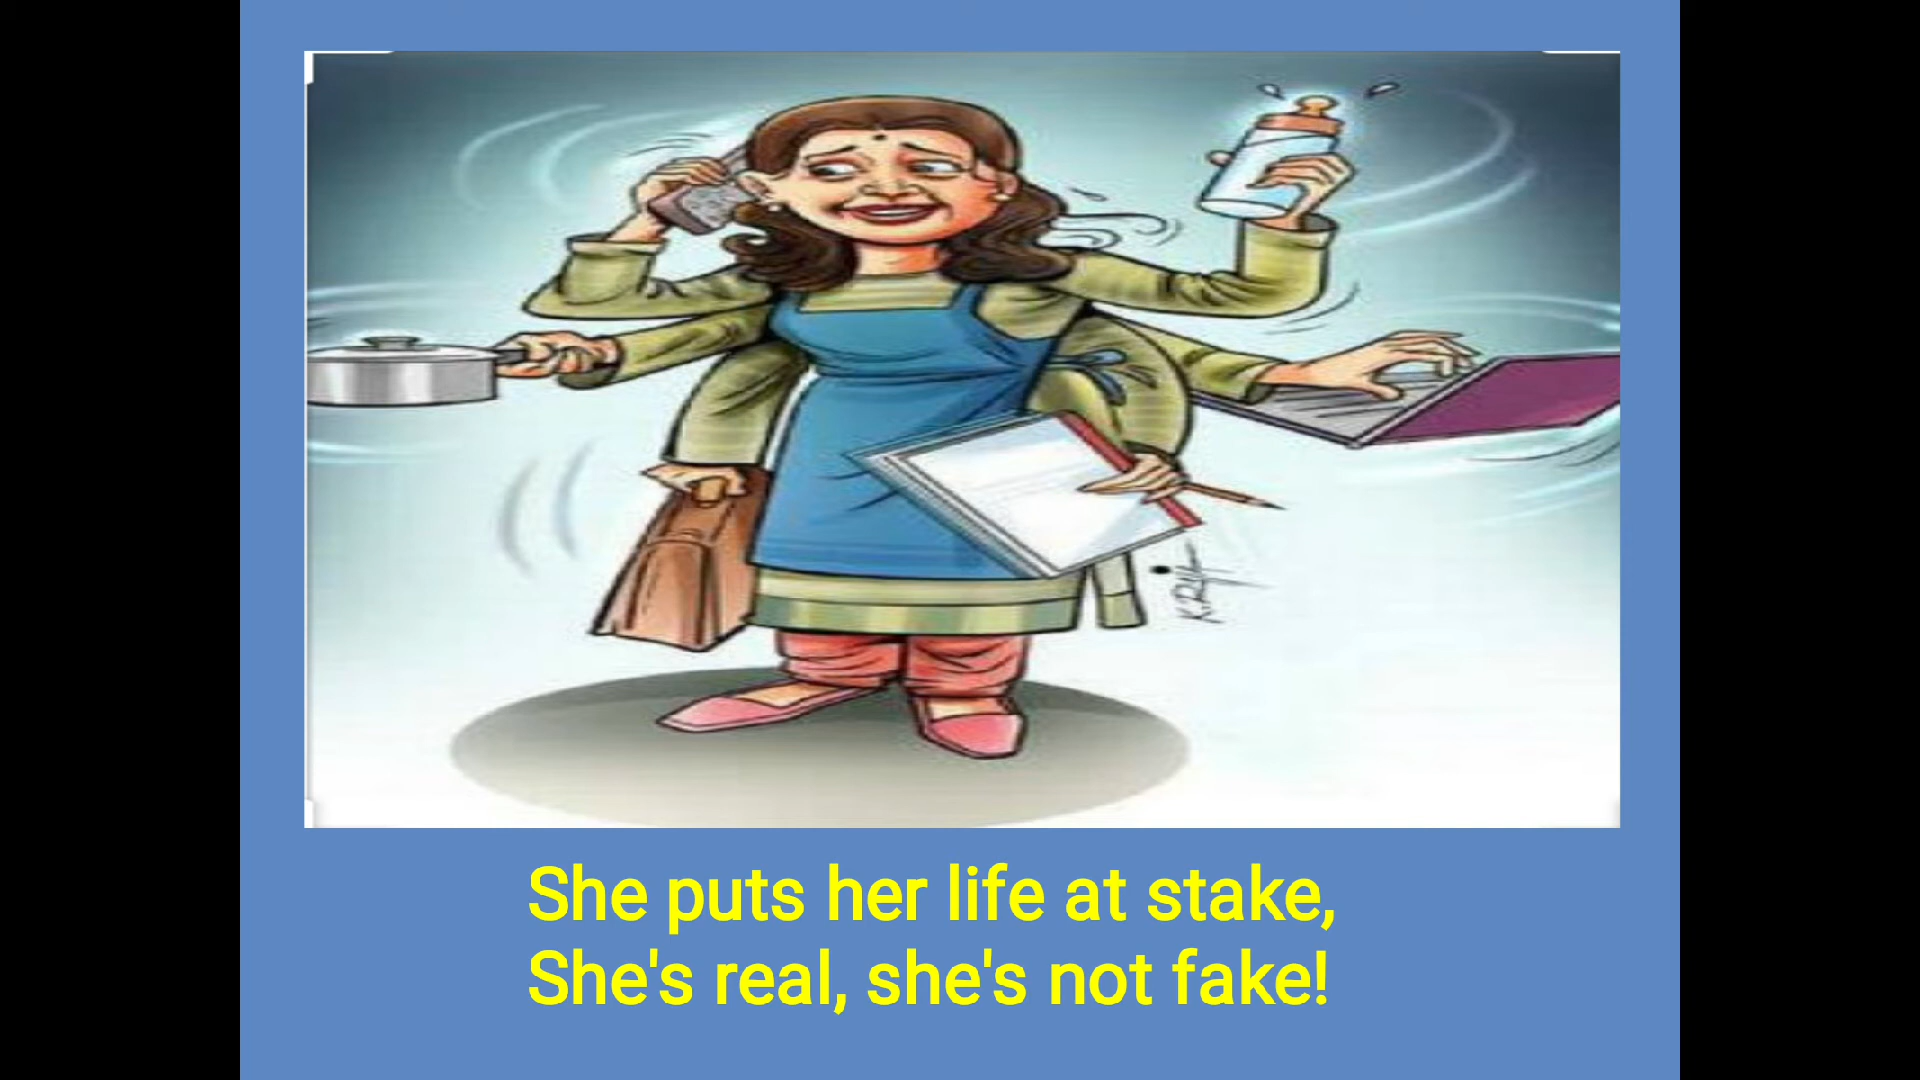 She puts her life at stake,
She's real, she's not fake!